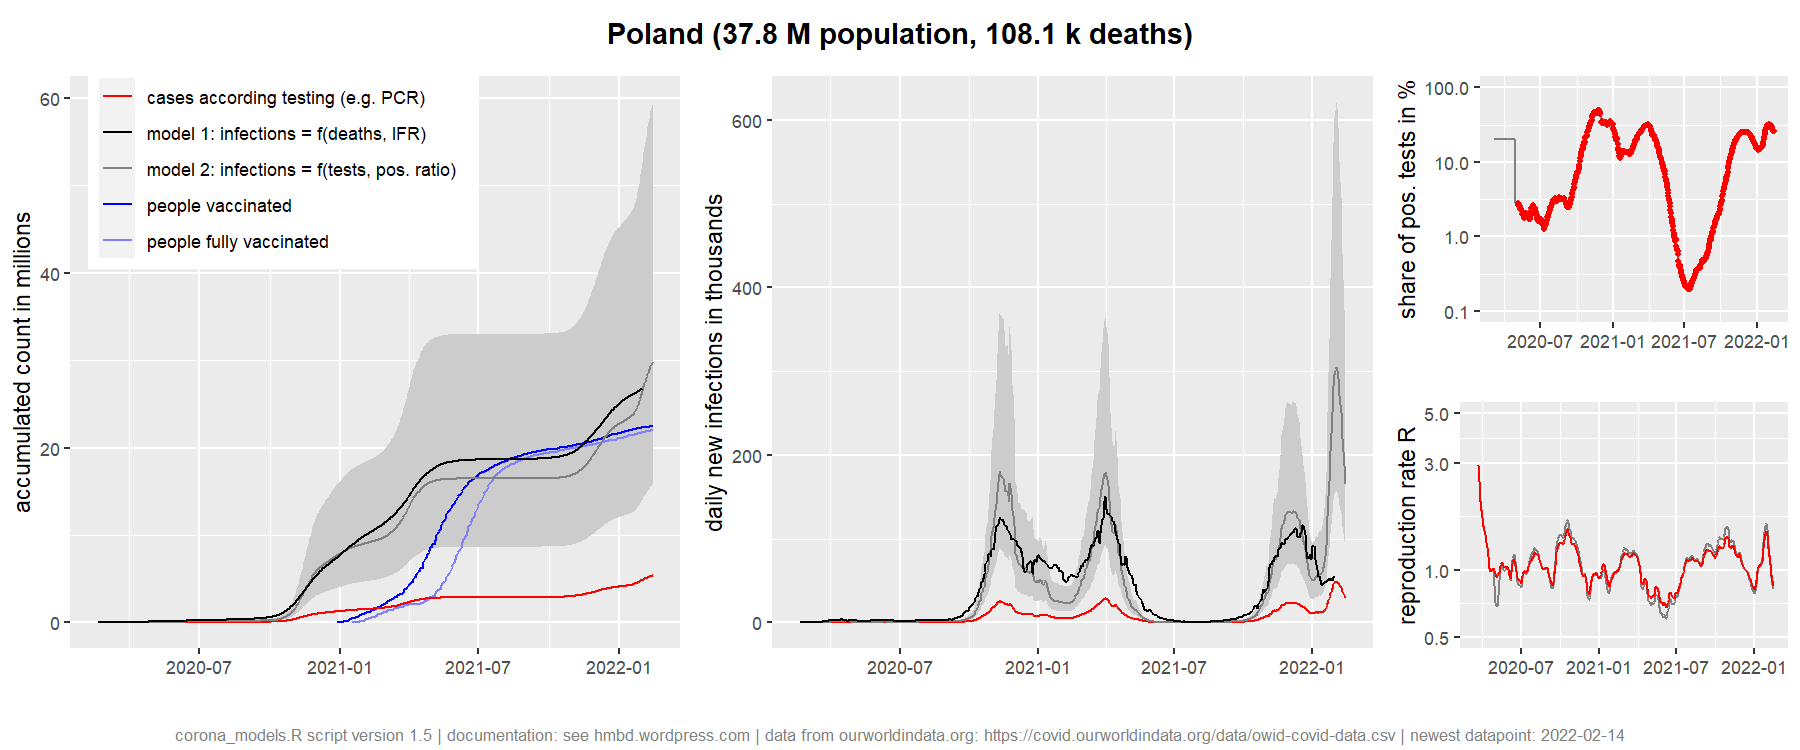 Poland (37.8 M population, 108.1 k deaths)
accumulated count in millions
60
40
20
0
cases according testing (e.g. PCR)
model 1: infections = f(deaths, IFR)
model 2: infections = f(tests, pos. ratio)
people vaccinated
people fully vaccinated
2020-07 2021-01 2021-07 2022-01
daily new infections in thousands
600
400
200
0
2020-07 2021-01 2021-07 2022-01
share of pos. tests in %
100.0
10.0
1.0
0.1
2020-07 2021-01 2021-07 2022-01
reproduction rate R
5.0
3.0
1.0
0.5
2020-07 2021-01 2021-07 2022-01
corona_models.R script version 1.5 | documentation: see hmbd.wordpress.com | data from ourworldindata.org: https://covid.ourworldindata.org/data/owid-covid-data.csv | newest datapoint: 2022-02-14